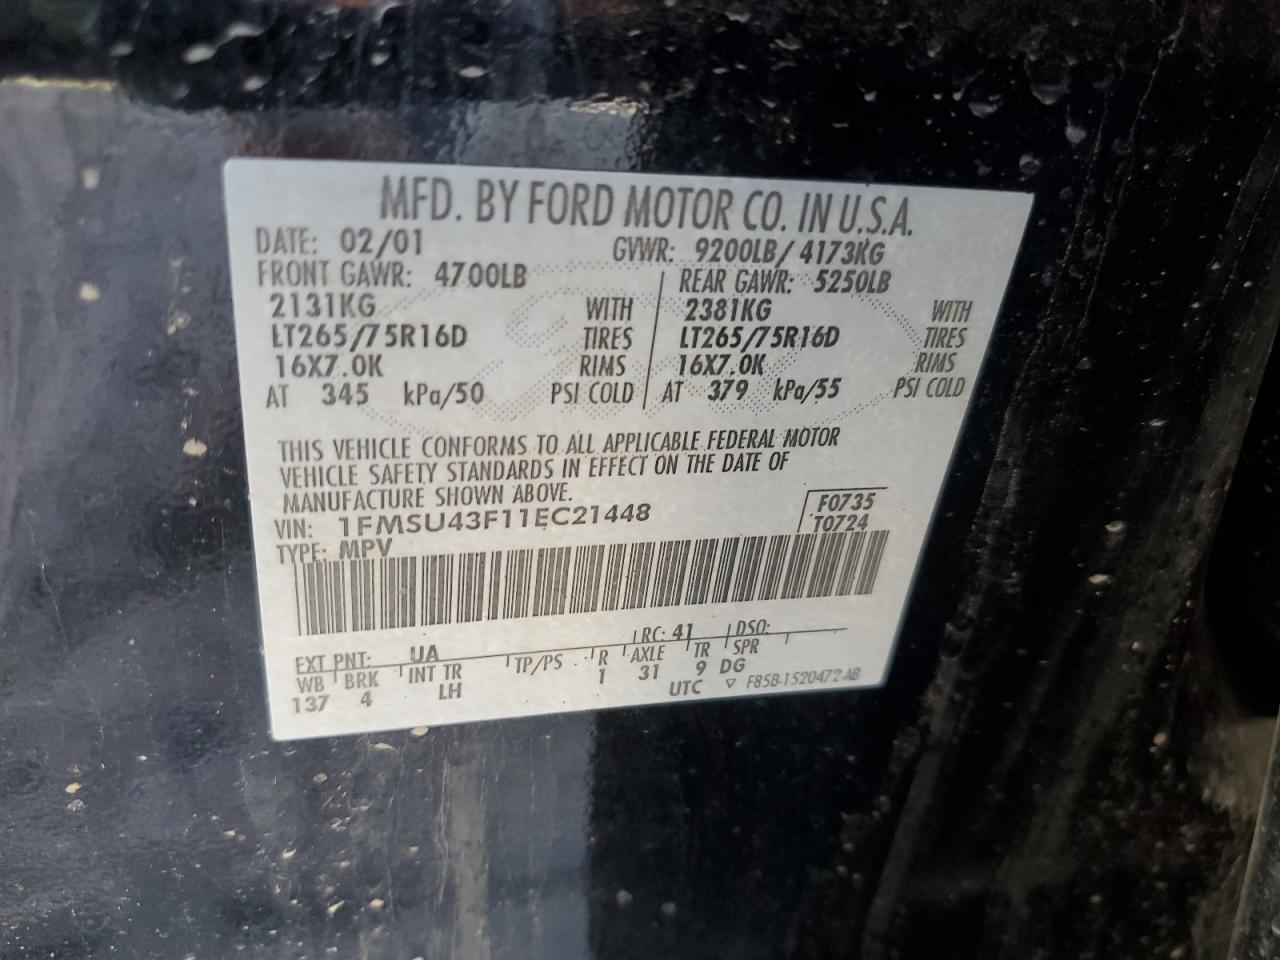 MFD. BY FORD MOTOR CO. IN U.S.A.
DATE: 02/01 GVWR: 9200LB/ 4173KG
FRONT GAWR: 4700LB REAR GAWR: 5250LB
2131KG WITH 2381KG WITH
LT265/75R16D TIRES LT265/75R16D TIRES
16X7.0K RIMS 16X7.0K RIMS
AT 345 kPa/50 PSI COLD AT 379 kPa/55 PSI COLD
THIS VEHICLE CONFORMS TO ALL APPLICABLE FEDERAL MOTOR
VEHICLE SAFETY STANDARDS IN EFFECT ON THE DATE OF
MANUFACTURE SHOWN ABOVE.
VIN: 1FMSU43F11EC21448 F0735
TYPE: MPV T0724
EXT PNT: UA RC: 41 DSO:
WB BRK INT TR TP/PS R AXLE TR SPR
137 4 LH 1 31 9 DG
UTC ▽ F85B-1520472-AB